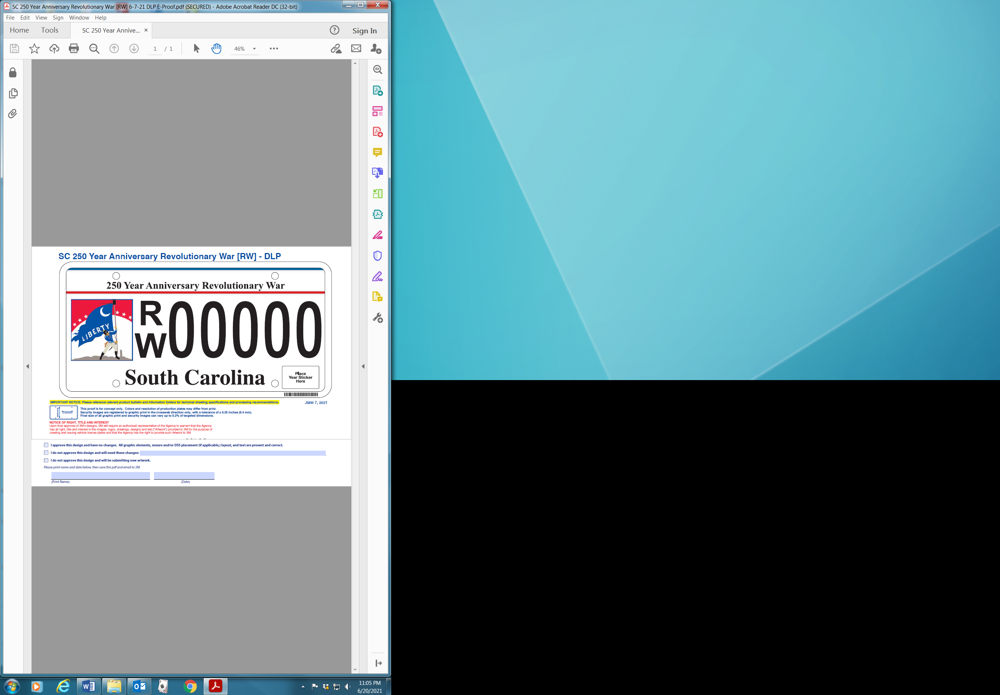 SC 250 Year Anniversary Revolutionary War [RW] 6-7-21 DLP E-Proof.pdf (SECURED) - Adobe Acrobat Reader DC (32-bit)
File Edit View Sign Window Help
Home Tools SC 250 Year Annive... × ? Sign In
1 / 1 46%
SC 250 Year Anniversary Revolutionary War [RW] - DLP
250 Year Anniversary Revolutionary War
LIBERTY
RW00000
South Carolina
Place
Year Sticker
Here
IMPORTANT NOTICE: Please reference relevant product bulletin and information folders for technical sheeting specifications and processing recommendations.
June 7, 2021
This proof is for concept only. Colors and resolution of production plates may differ from print.
Security images are registered to graphic print in the crossweb direction only, with a tolerance of ± 0.25 inches (6.4 mm).
Final size of all graphic print and security images can vary up to 0.2% of targeted dimensions.
NOTICE OF RIGHT, TITLE AND INTEREST
Upon final approval of 3M's designs, 3M will require an authorized representative of the Agency to warrant that the Agency
has all right, title and interest in the images, logos, drawings, designs and text ("Artwork") provided to 3M for the purpose of
creating and issuing vehicle license plates and that the Agency has the right to provide such Artwork to 3M.
I approve this design and have no changes. All graphic elements, ensure and/or DSS placement (if applicable,) layout, and text are present and correct.
I do not approve this design and will need these changes:
I do not approve this design and will be submitting new artwork.
Please print name and date below, then save this pdf and email to 3M.
(Print Name) (Date)
11:05 PM
6/20/2021